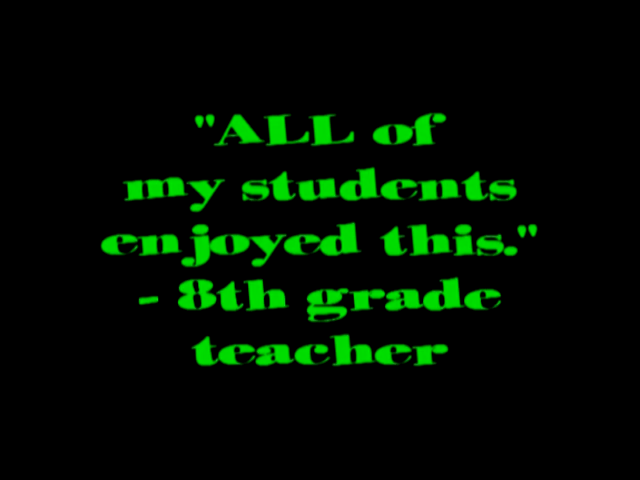 "ALL of
my students
enjoyed this."
- 8th grade
teacher